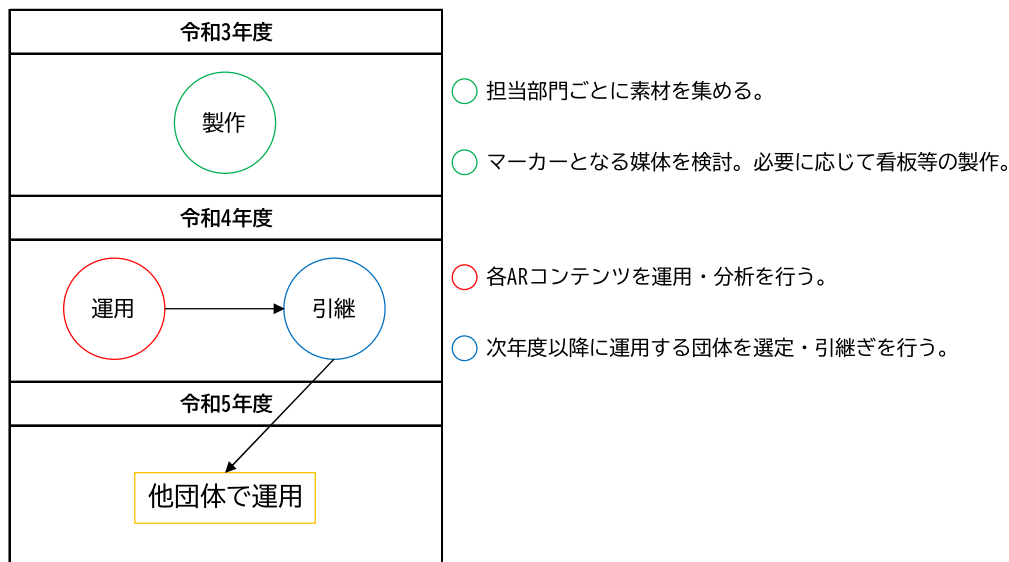 令和3年度
製作
担当部門ごとに素材を集める。
マーカーとなる媒体を検討。必要に応じて看板等の製作。
令和4年度
運用
引継
各ARコンテンツを運用・分析を行う。
次年度以降に運用する団体を選定・引継ぎを行う。
令和5年度
他団体で運用